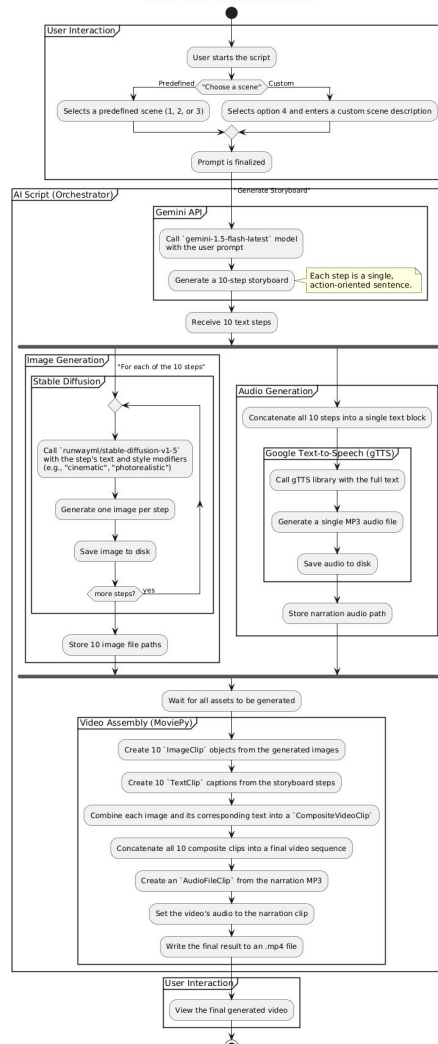 User Interaction
User starts the script
Predefined
"Choose a scene"
Custom
Selects a predefined scene (1, 2, or 3)
Selects option 4 and enters a custom scene description
Prompt is finalized
"Generate Storyboard"
AI Script (Orchestrator)
Gemini API
Call `gemini-1.5-flash-latest` model
with the user prompt
Generate a 10-step storyboard
Each step is a single,
action-oriented sentence.
Receive 10 text steps
Image Generation
"For each of the 10 steps"
Stable Diffusion
Call `runwayml/stable-diffusion-v1-5`
with the step's text and style modifiers
(e.g., "cinematic", "photorealistic")
Generate one image per step
Save image to disk
more steps?
yes
Store 10 image file paths
Audio Generation
Concatenate all 10 steps into a single text block
Google Text-to-Speech (gTTS)
Call gTTS library with the full text
Generate a single MP3 audio file
Save audio to disk
Store narration audio path
Wait for all assets to be generated
Video Assembly (MoviePy)
Create 10 `ImageClip` objects from the generated images
Create 10 `TextClip` captions from the storyboard steps
Combine each image and its corresponding text into a `CompositeVideoClip`
Concatenate all 10 composite clips into a final video sequence
Create an `AudioFileClip` from the narration MP3
Set the video's audio to the narration clip
Write the final result to an .mp4 file
User Interaction
View the final generated video